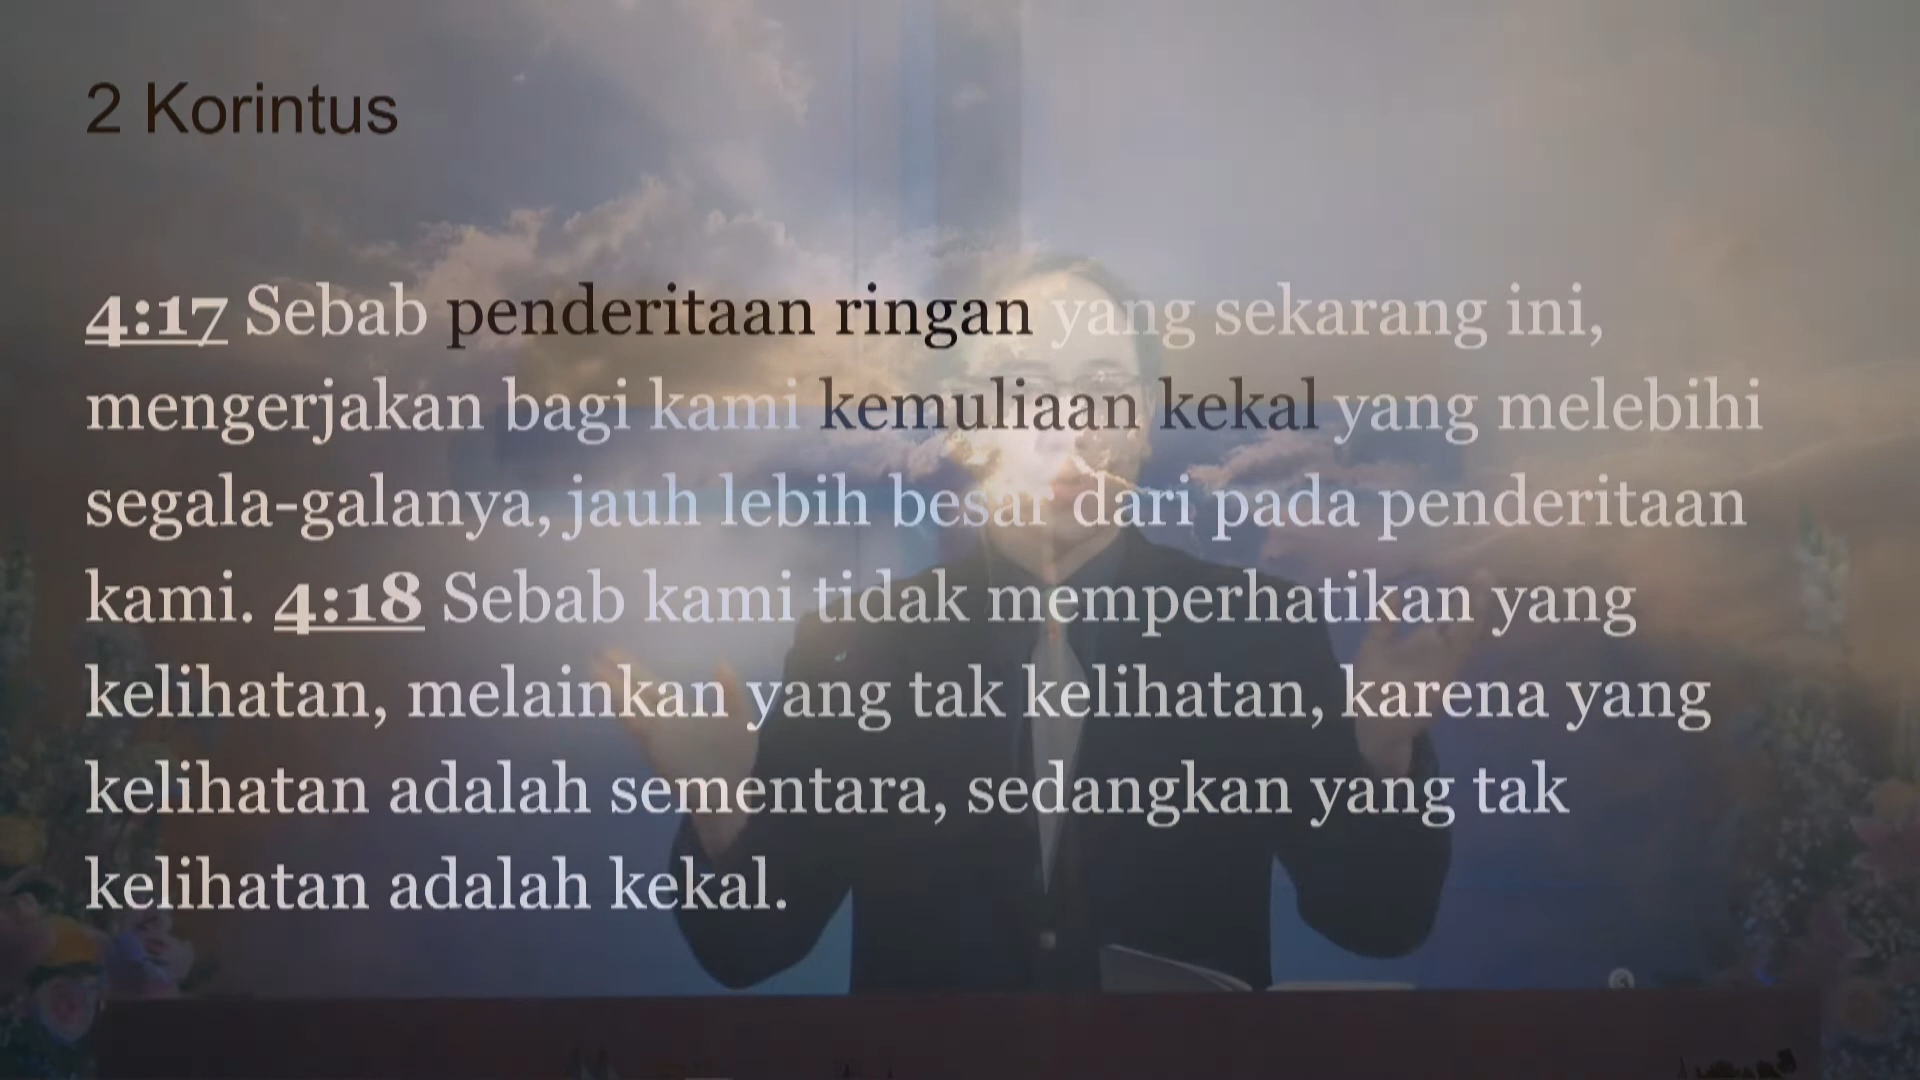 2 Korintus
4:17 Sebab penderitaan ringan yang sekarang ini,
mengerjakan bagi kami kemuliaan kekal yang melebihi
segala-galanya, jauh lebih besar dari pada penderitaan
kami. 4:18 Sebab kami tidak memperhatikan yang
kelihatan, melainkan yang tak kelihatan, karena yang
kelihatan adalah sementara, sedangkan yang tak
kelihatan adalah kekal.